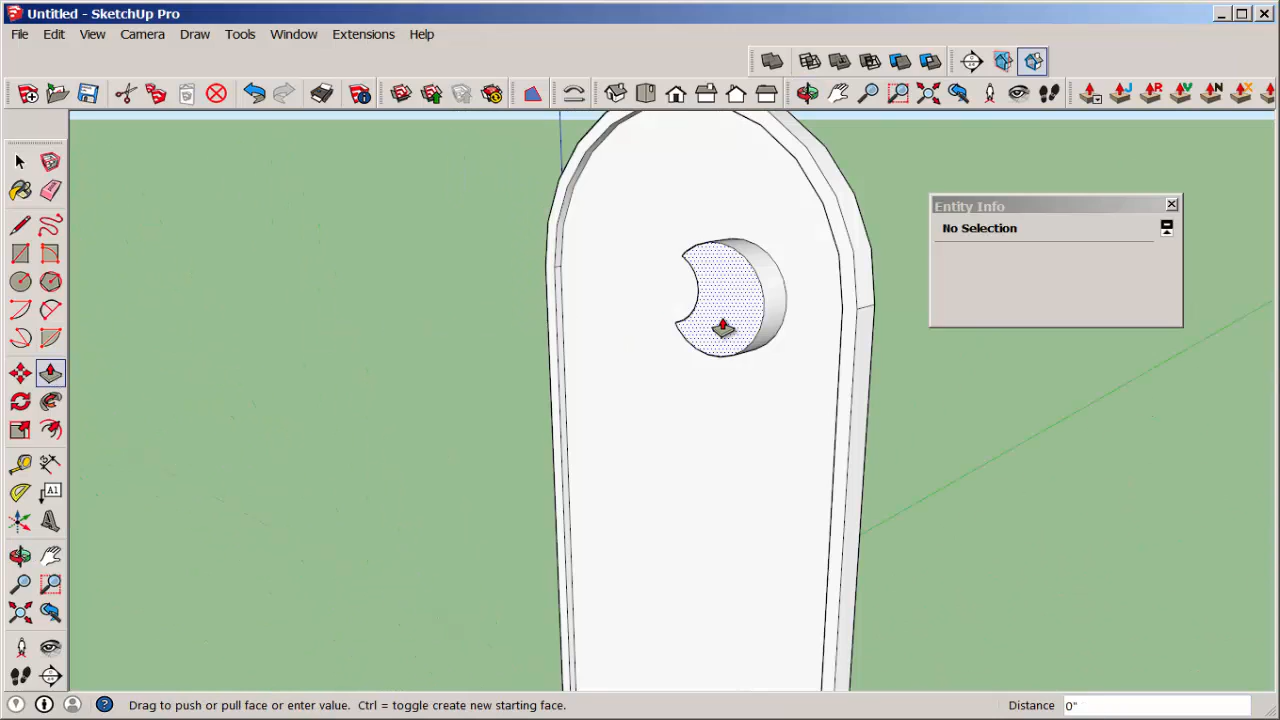 Untitled - SketchUp Pro
File Edit View Camera Draw Tools Window Extensions Help
J R V N X
Entity Info
No Selection
A1
Drag to push or pull face or enter value. Ctrl = toggle create new starting face. Distance 0"